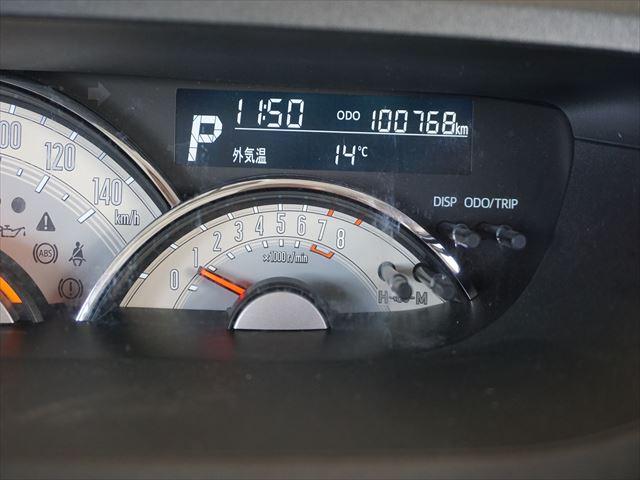 11:50 ODO 100768km
P
外気温 14℃
120
140
km/h
DISP ODO/TRIP
0 1 2 3 4 5 6 7 8
×1000r/min
ABS
H M